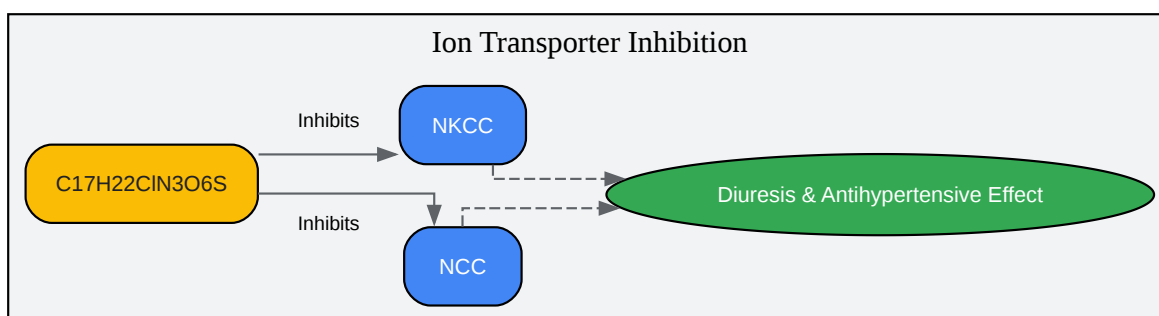 Ion Transporter Inhibition
Inhibits
NKCC
C17H22ClN3O6S
Diuresis & Antihypertensive Effect
Inhibits
NCC